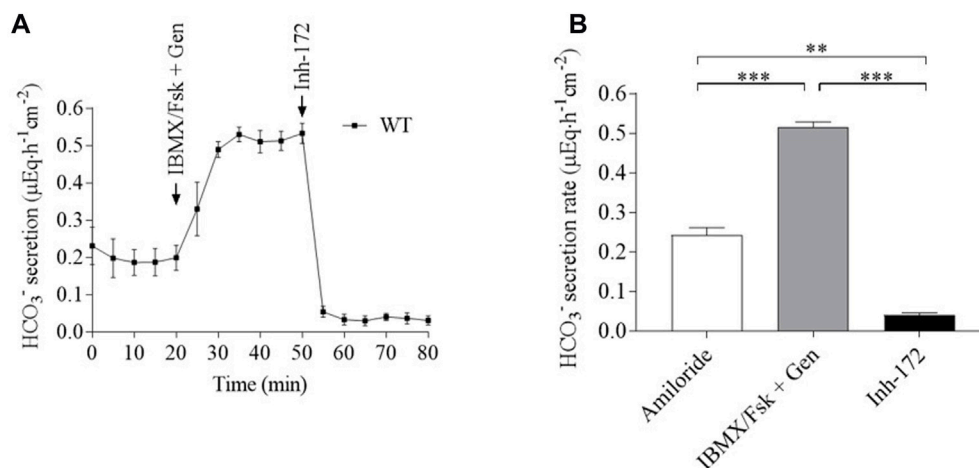 A
IBMX/Fsk + Gen
Inh-172
HCO₃⁻ secretion (µEq·h⁻¹cm⁻²)
0.6
0.5
0.4
0.3
0.2
0.1
0.0
WT
0 10 20 30 40 50 60 70 80
Time (min)
B
**
*** ***
HCO₃⁻ secretion rate (µEq·h⁻¹cm⁻²)
0.6
0.5
0.4
0.3
0.2
0.1
0.0
Amiloride
IBMX/Fsk + Gen
Inh-172